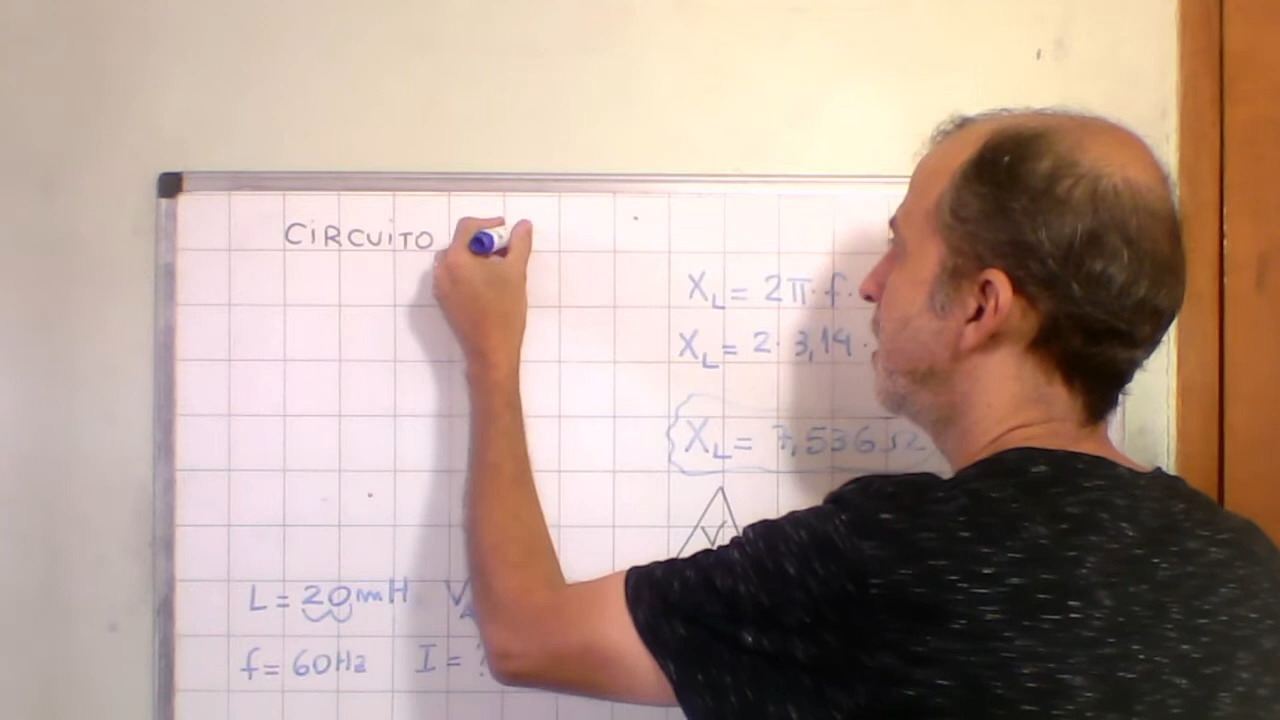 CIRCUITO
X_L = 2π · f ·
X_L = 2 · 3,14 ·
X_L = 7,536 Ω
V
L = 20mH V
f = 60Hz I = ?